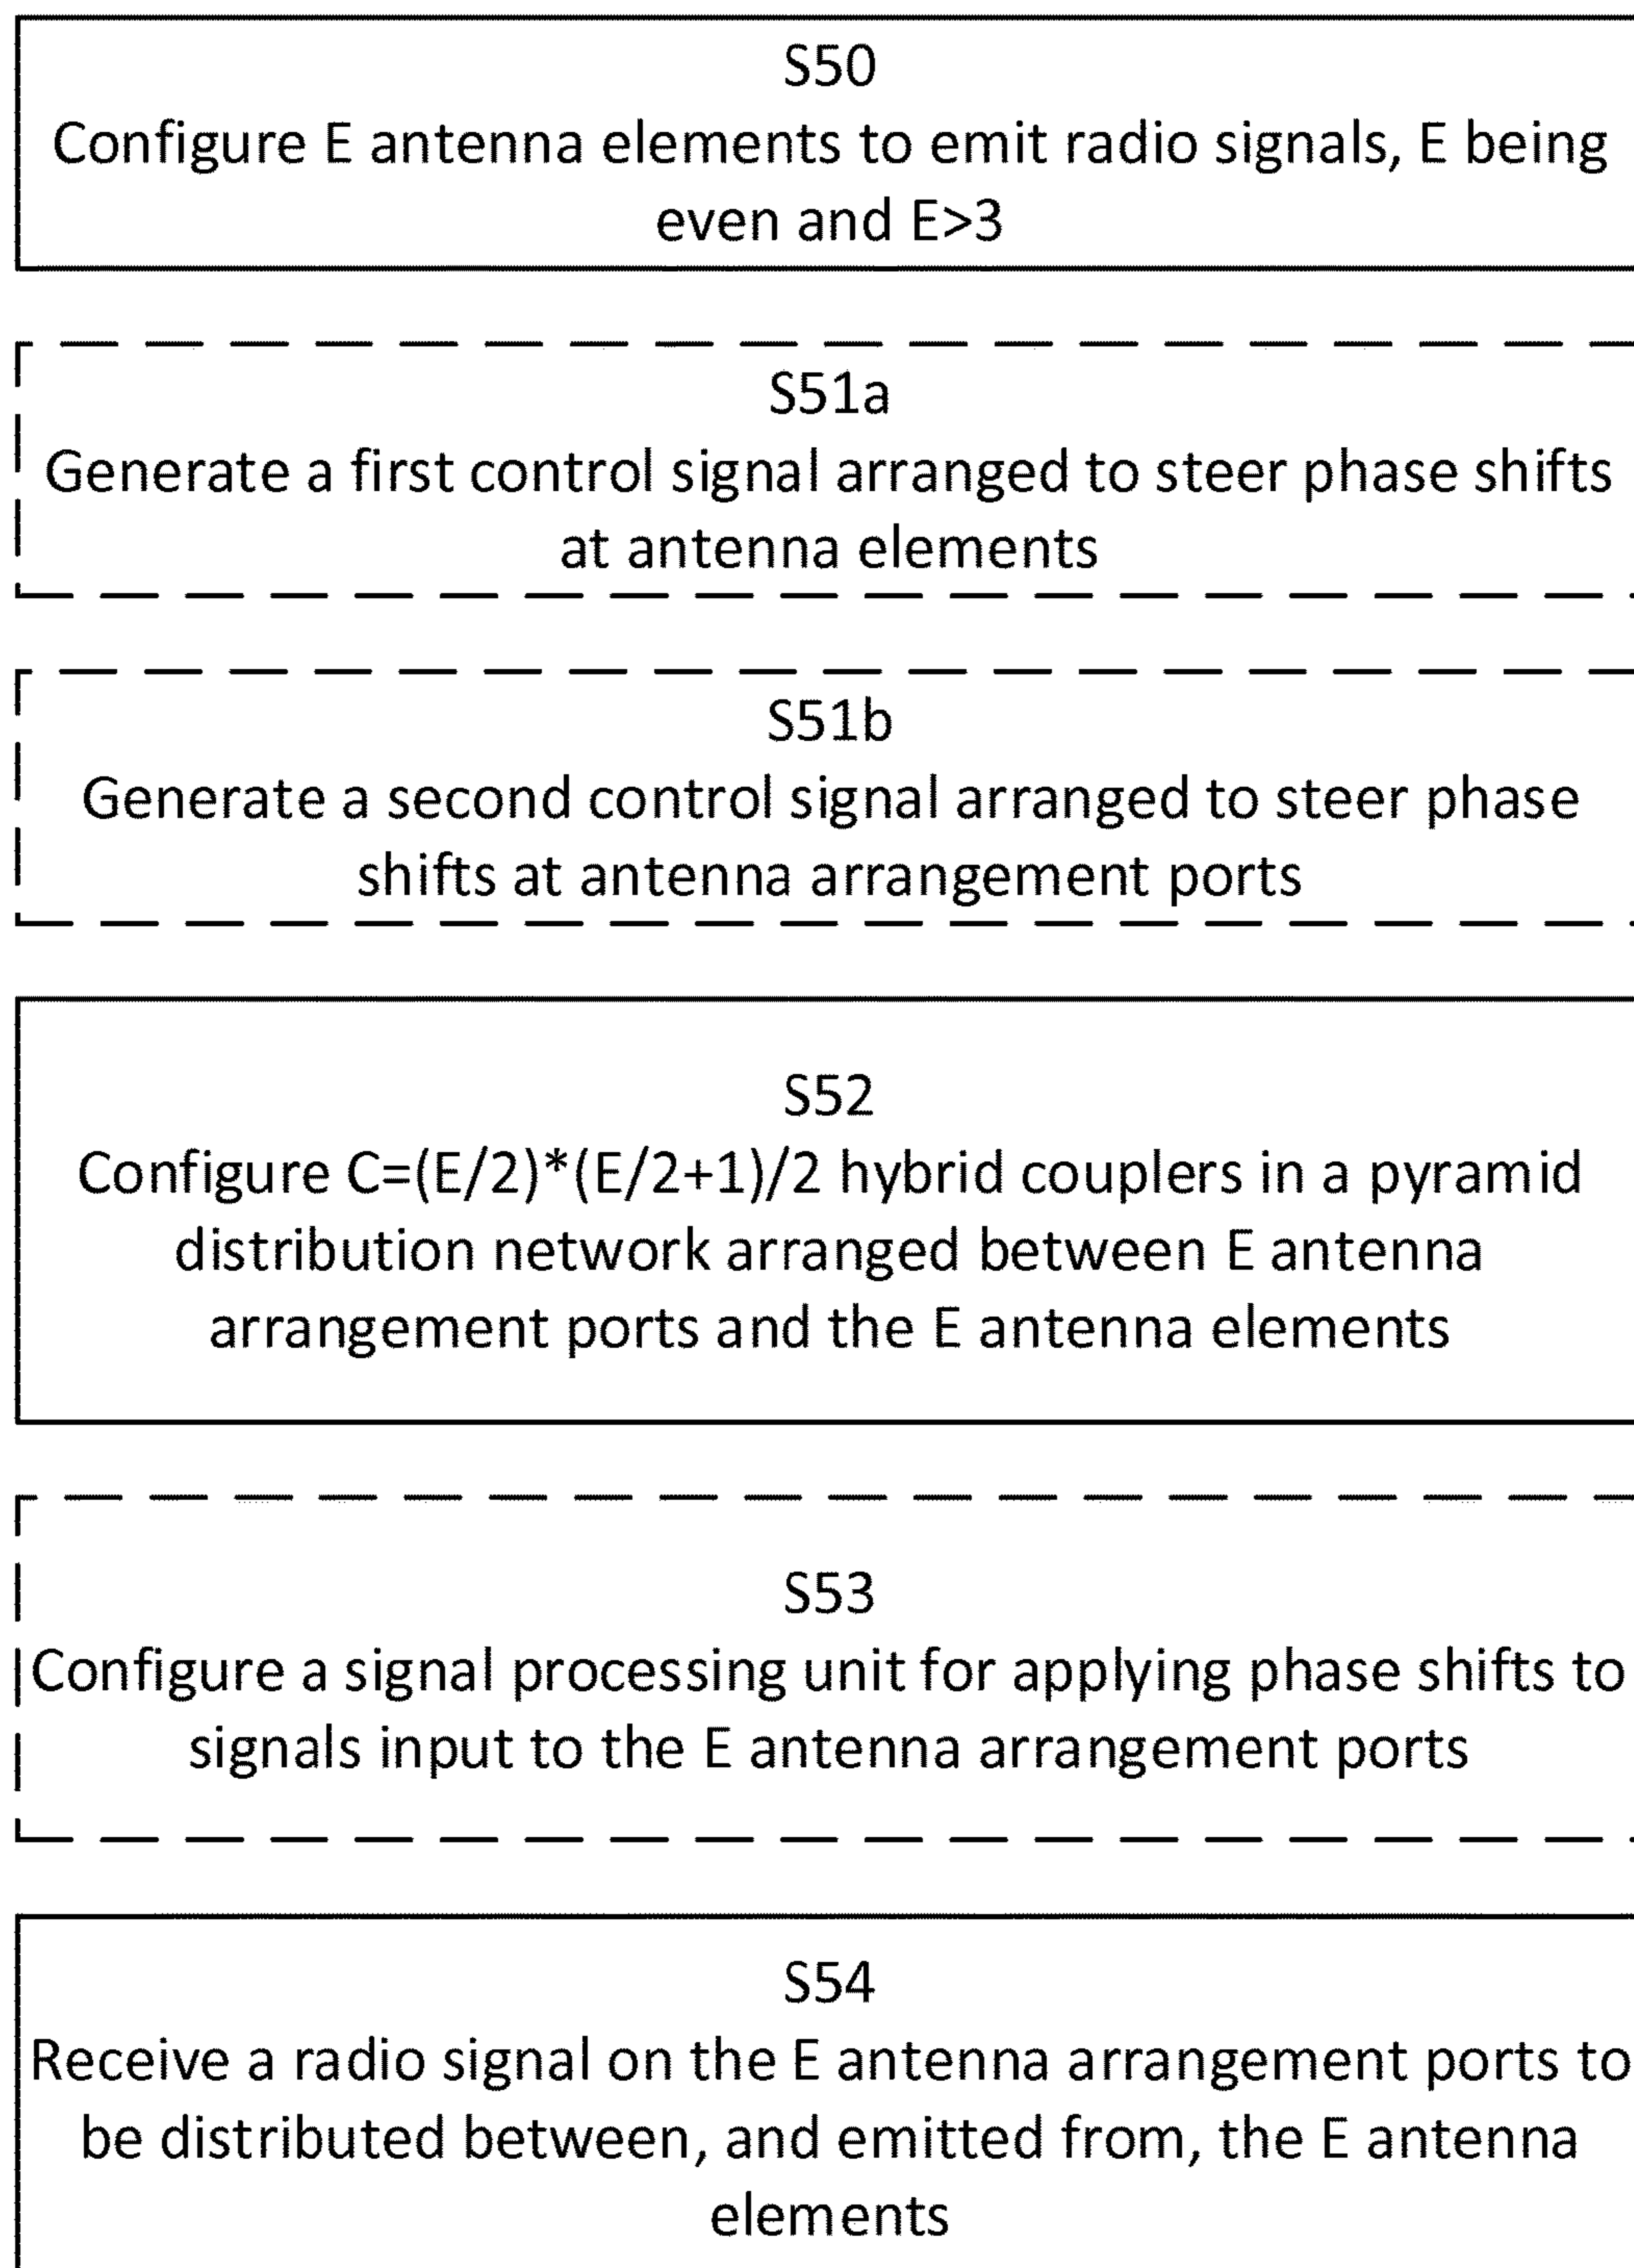 S50
Configure E antenna elements to emit radio signals, E being
even and E>3
S51a
Generate a first control signal arranged to steer phase shifts
at antenna elements
S51b
Generate a second control signal arranged to steer phase
shifts at antenna arrangement ports
S52
Configure C=(E/2)*(E/2+1)/2 hybrid couplers in a pyramid
distribution network arranged between E antenna
arrangement ports and the E antenna elements
S53
Configure a signal processing unit for applying phase shifts to
signals input to the E antenna arrangement ports
S54
Receive a radio signal on the E antenna arrangement ports to
be distributed between, and emitted from, the E antenna
elements